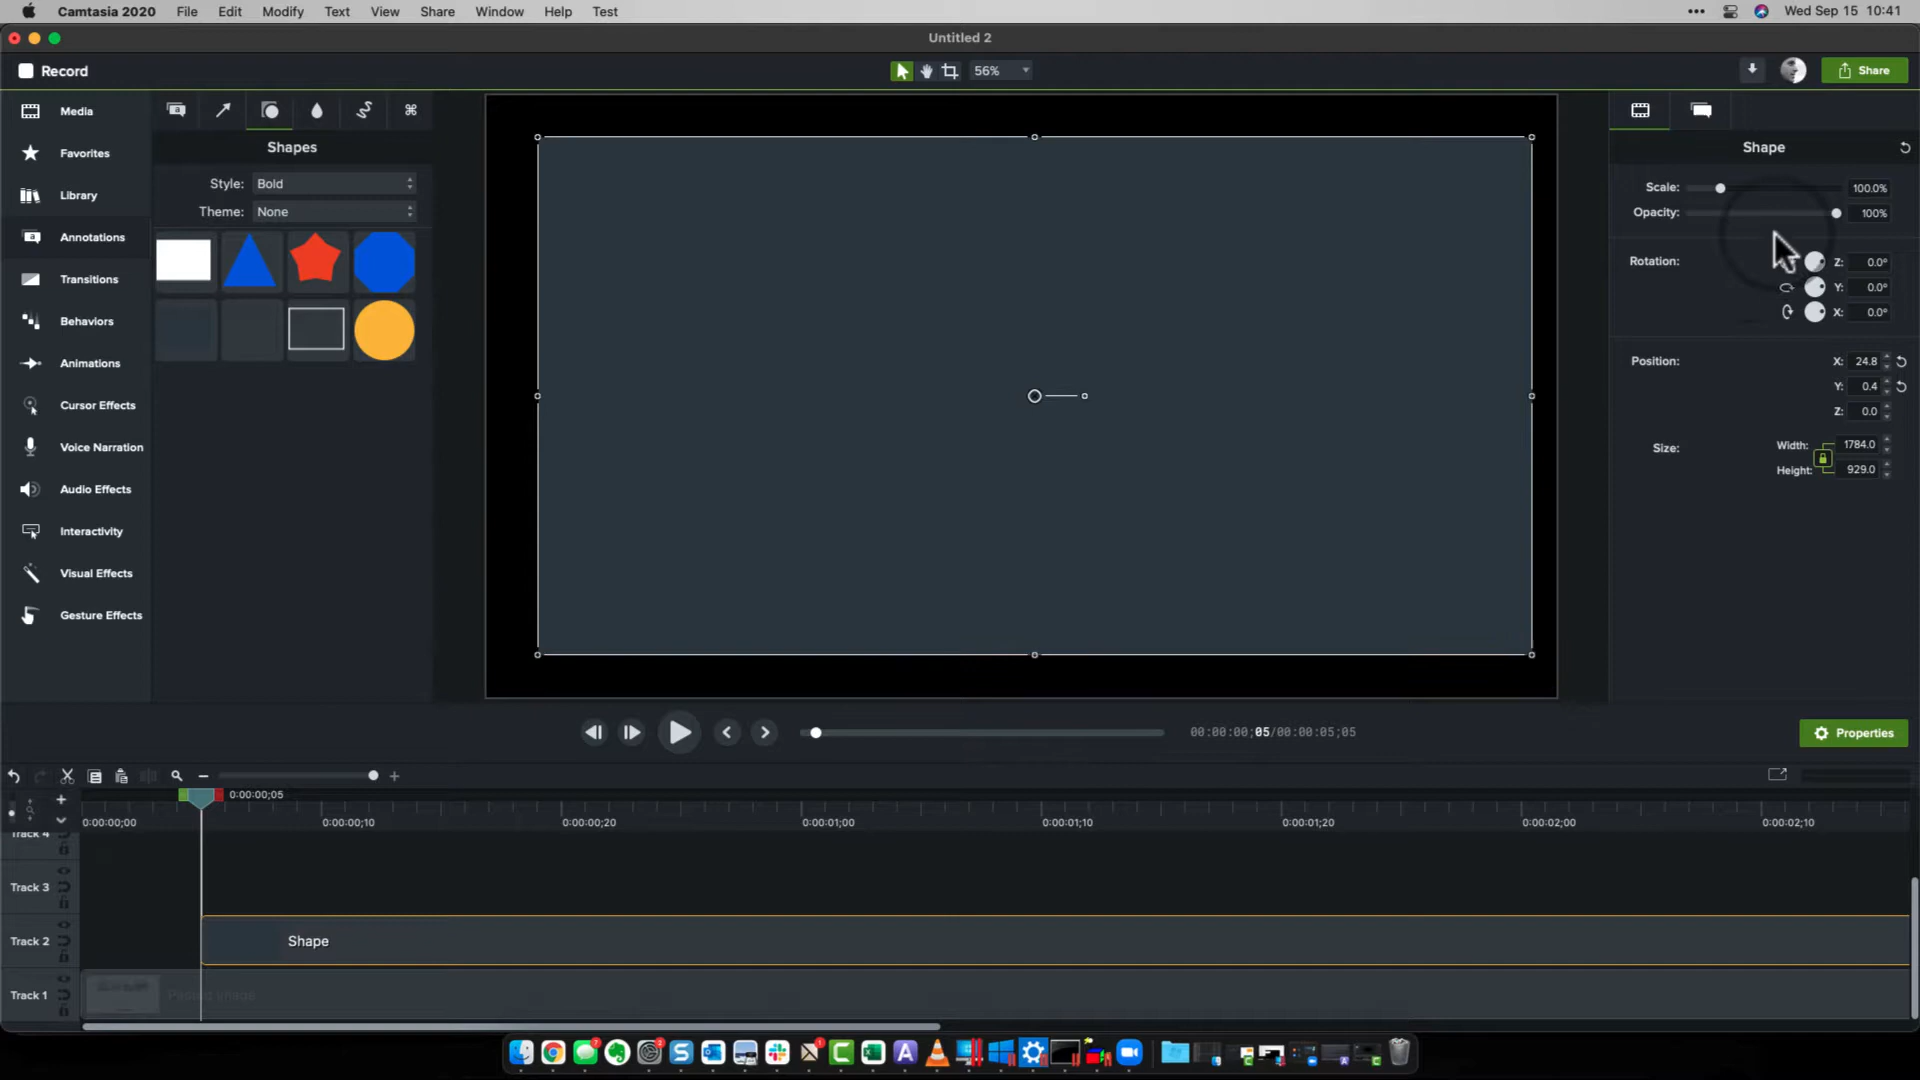 Camtasia 2020 File Edit Modify Text View Share Window Help Test Wed Sep 15 10:41
Untitled 2
Record 56% Share
Media
Favorites
Library
Annotations
Transitions
Behaviors
Animations
Cursor Effects
Voice Narration
Audio Effects
Interactivity
Visual Effects
Gesture Effects
Shapes
Style: Bold
Theme: None
Shape
Scale: 100.0%
Opacity: 100%
Rotation: Z: 0.0°
Y: 0.0°
X: 0.0°
Position: X: 24.8
Y: 0.4
Z: 0.0
Size: Width: 1784.0
Height: 929.0
00:00:00;05/00:00:05;05
Properties
0:00:00;05
0:00:00;00 0:00:00;10 0:00:00;20 0:00:01;00 0:00:01;10 0:00:01;20 0:00:02;00 0:00:02;10
Track 4
Track 3
Track 2 Shape
Track 1 Pasted Image